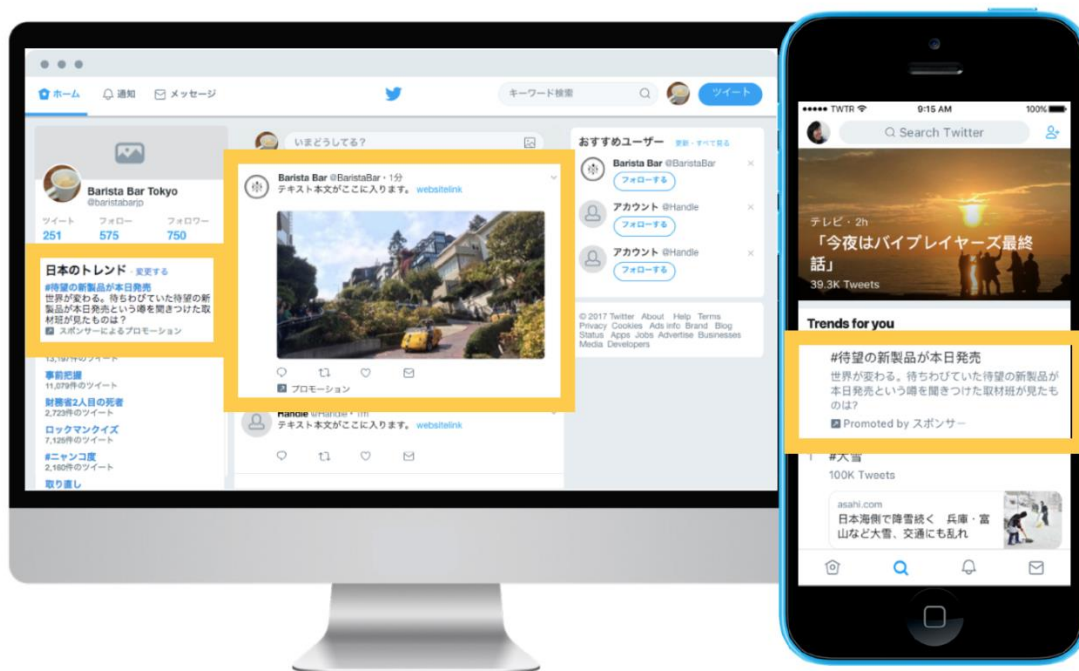 ホーム
通知
メッセージ
キーワード検索
ツイート
Barista Bar Tokyo
@baristabarjp
ツイート フォロー フォロワー
251 575 750
日本のトレンド · 変更する
#待望の新製品が本日発売
世界が変わる。待ちわびていた待望の新
製品が本日発売という噂を聞きつけた取
材班が見たものは?
スポンサーによるプロモーション
13,197件のツイート
事前把握
11,079件のツイート
財務省2人目の死者
2,723件のツイート
ロックマンクイズ
7,125件のツイート
#ニャンコ度
2,160件のツイート
取り直し
いまどうしてる?
Barista Bar @BaristaBar · 1分
テキスト本文がここに入ります。 websitelink
プロモーション
Handle @Handle · 1m
テキスト本文がここに入ります。 websitelink
おすすめユーザー 更新 · すべて見る
Barista Bar @BaristaBar
フォローする
アカウント @Handle
フォローする
アカウント @Handle
フォローする
© 2017 Twitter About Help Terms
Privacy Cookies Ads info Brand Blog
Status Apps Jobs Advertise Businesses
Media Developers
TWTR 9:15 AM 100%
Search Twitter
テレビ · 2h
「今夜はバイプレイヤーズ最終
話」
39.3K Tweets
Trends for you
#待望の新製品が本日発売
世界が変わる。待ちわびていた待望の新製品が
本日発売という噂を聞きつけた取材班が見たも
のは?
Promoted by スポンサー
#大雪
100K Tweets
asahi.com
日本海側で降雪続く 兵庫・富
山など大雪、交通にも乱れ